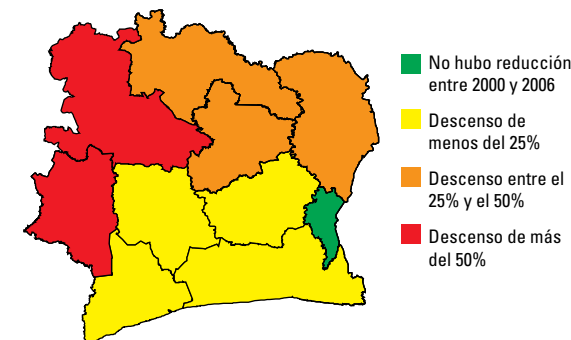 No hubo reducción
entre 2000 y 2006
Descenso de
menos del 25%
Descenso entre el
25% y el 50%
Descenso de más
del 50%